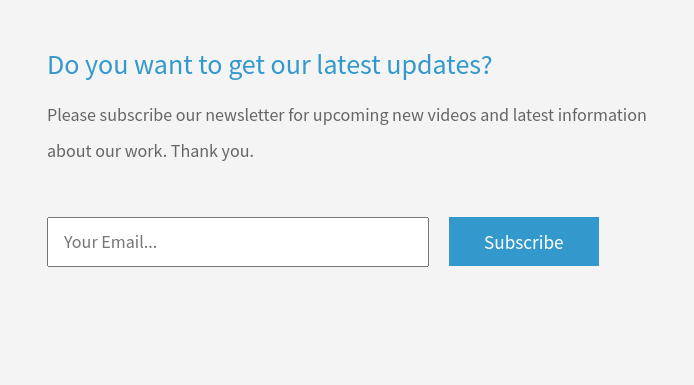 Do you want to get our latest updates?
Please subscribe our newsletter for upcoming new videos and latest information
about our work. Thank you.
Your Email...
Subscribe